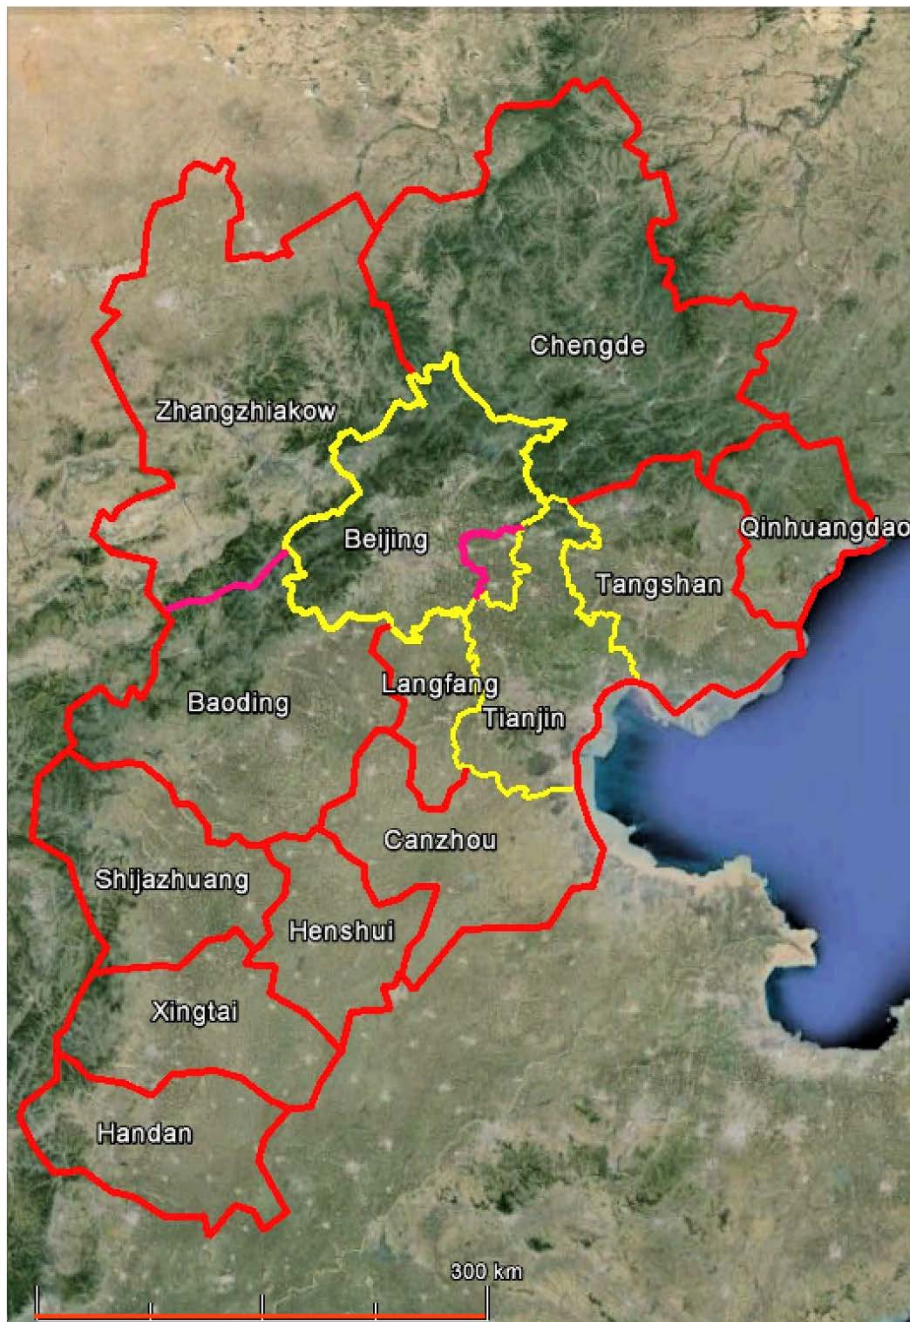 Chengde
Zhangzhiakow
Beijing
Qinhuangdao
Tangshan
Langfang
Baoding
Tianjin
Canzhou
Shijazhuang
Henshui
Xingtai
Handan
300 km